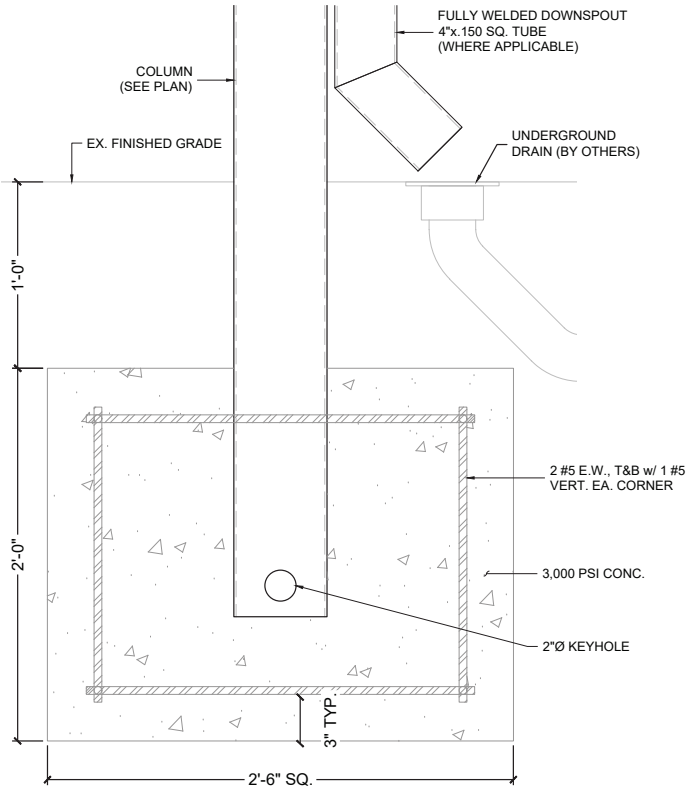 FULLY WELDED DOWNSPOUT
4"x.150 SQ. TUBE
(WHERE APPLICABLE)
COLUMN
(SEE PLAN)
EX. FINISHED GRADE
UNDERGROUND
DRAIN (BY OTHERS)
1'-0"
2 #5 E.W., T&B w/ 1 #5
VERT. EA. CORNER
2'-0"
3,000 PSI CONC.
2"Ø KEYHOLE
3" TYP.
2'-6" SQ.